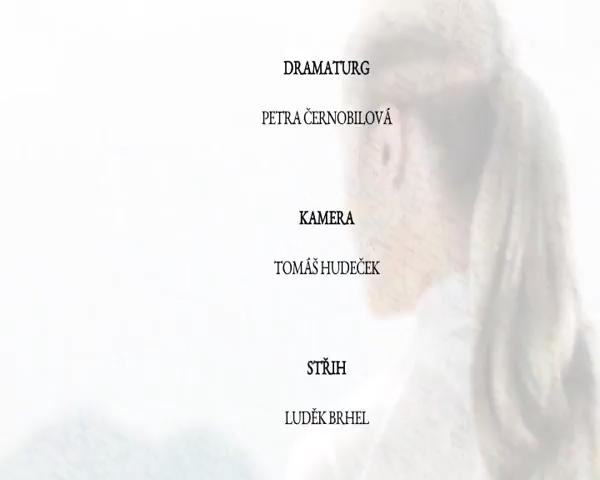 DRAMATURG
PETRA ČERNOBILOVÁ
KAMERA
TOMÁŠ HUDEČEK
STŘIH
LUDĚK BRHEL